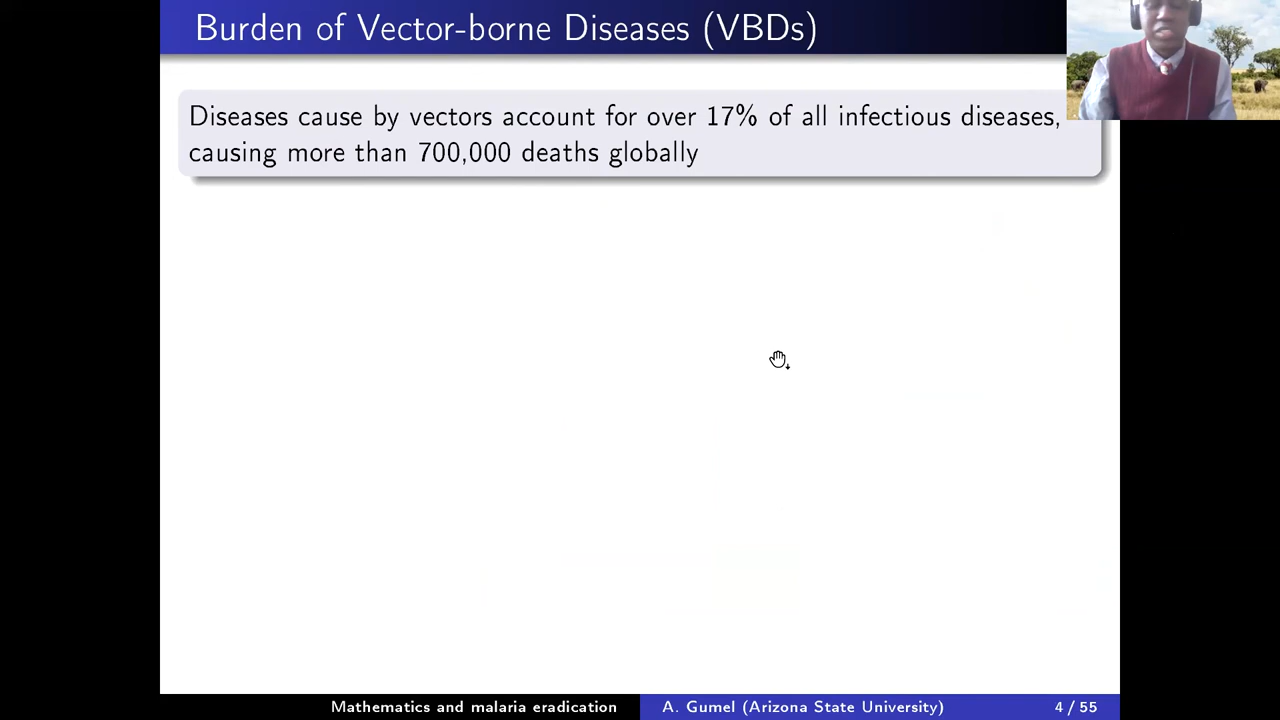 Burden of Vector-borne Diseases (VBDs)
Diseases cause by vectors account for over 17% of all infectious diseases,
causing more than 700,000 deaths globally
Mathematics and malaria eradication
A. Gumel (Arizona State University)
4 / 55